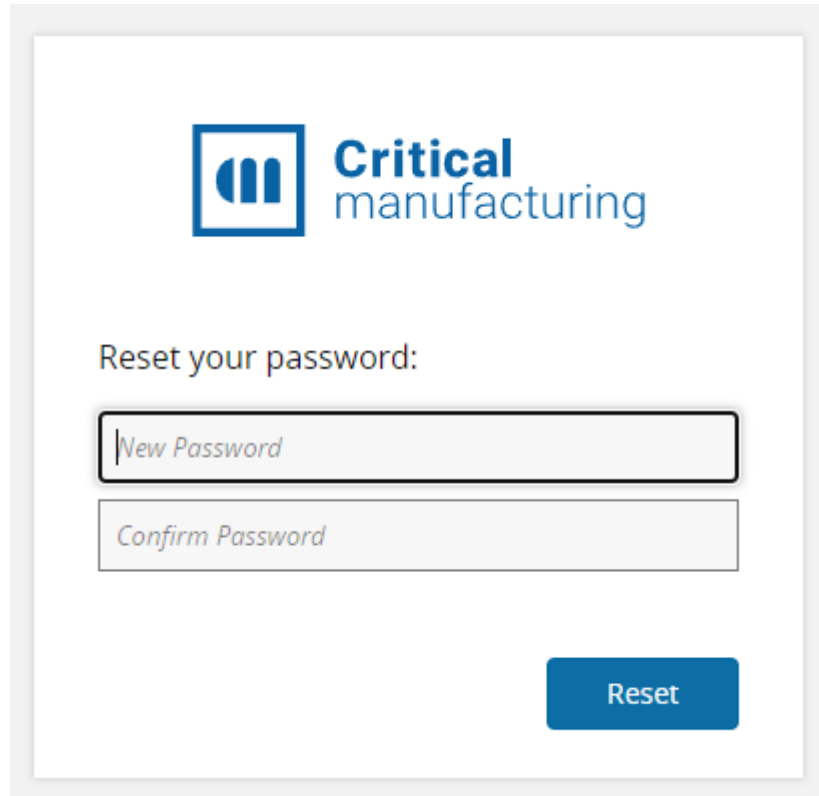 Critical
manufacturing
Reset your password:
New Password
Confirm Password
Reset